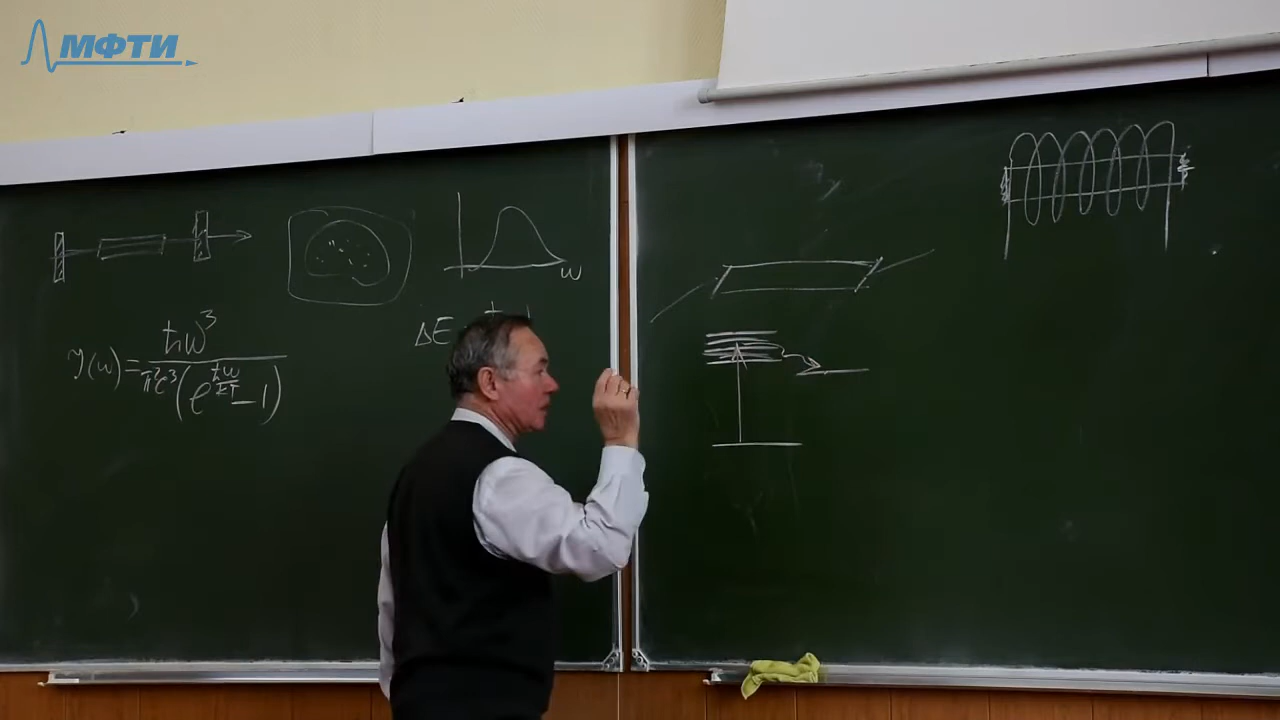 МФТИ
ω
ΔE
𝒥(ω) = ħω³ / π²c³(e^(ħω/kT) − 1)